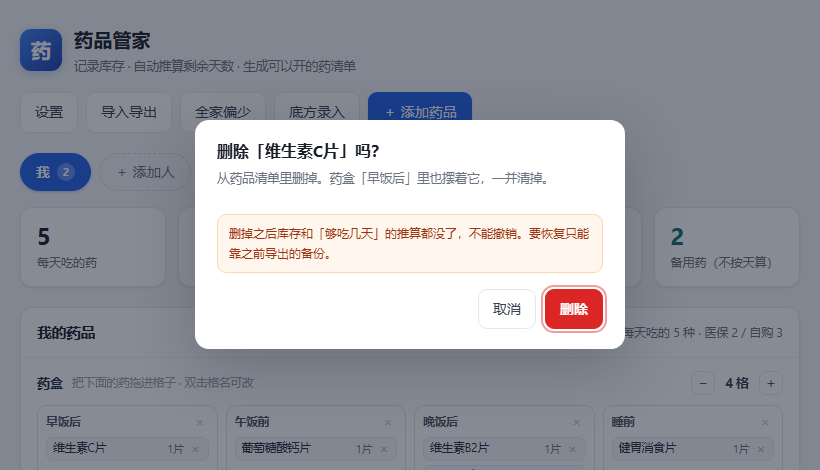 药
药品管家
记录库存 · 自动推算剩余天数 · 生成可以开的药清单
设置
导入导出
全家偏少
底方录入
+ 添加药品
我 2
+ 添加人
删除「维生素C片」吗?
从药品清单里删掉。药盒「早饭后」里也摆着它，一并清掉。
删掉之后库存和「够吃几天」的推算都没了，不能撤销。要恢复只能
靠之前导出的备份。
取消
删除
5
每天吃的药
2
备用药（不按天算）
我的药品
每天吃的 5 种 · 医保 2 / 自购 3
药盒 把下面的药拖进格子 · 双击格名可改
− 4 格 +
早饭后 ×
维生素C片 1片 ×
午饭前 ×
葡萄糖酸钙片 1片 ×
晚饭后 ×
维生素B2片 1片 ×
睡前 ×
健胃消食片 1片 ×